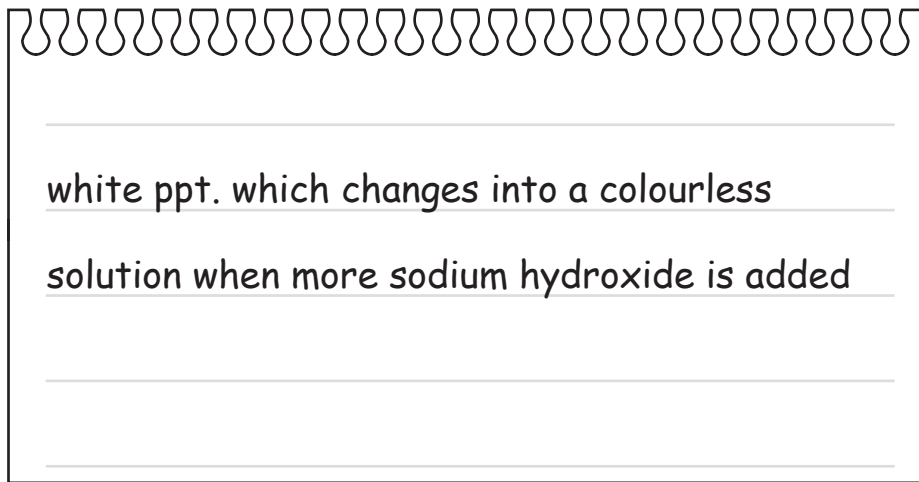 white ppt. which changes into a colourless
solution when more sodium hydroxide is added